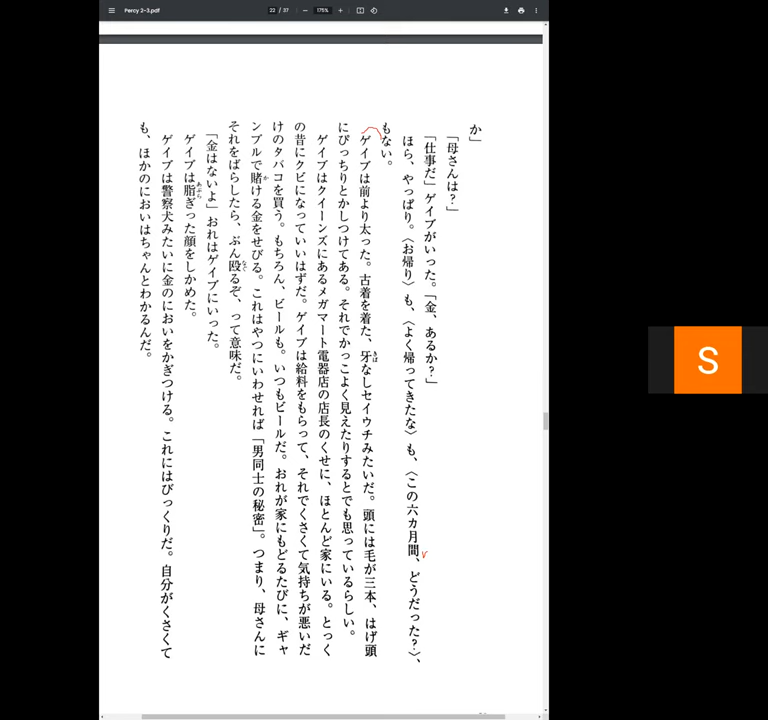 Percy 2-3.pdf
22 / 37
175%
か」
「母さんは？」
「仕事だ」ゲイブがいった。「金、あるか？」
ほら、やっぱり。〈お帰り〉も、〈よく帰ってきたな〉も、〈この六カ月間、どうだった？〉、
もない。
ゲイブは前より太った。古着を着た、牙なしセイウチみたいだ。頭には毛が三本、はげ頭
きば
にぴっちりとかしつけてある。それでかっこよく見えたりするとでも思っているらしい。
ゲイブはクイーンズにあるメガマート電器店の店長のくせに、ほとんど家にいる。とっく
の昔にクビになっていいはずだ。ゲイブは給料をもらって、それでくさくて気持ちが悪いだ
けのタバコを買う。もちろん、ビールも。いつもビールだ。おれが家にもどるたびに、ギャ
ンブルで賭ける金をせびる。これはやつにいわせれば「男同士の秘密」。つまり、母さんに
か
それをばらしたら、ぶん殴るぞ、って意味だ。
なぐ
「金はないよ」おれはゲイブにいった。
ゲイブは脂ぎった顔をしかめた。
あぶら
ゲイブは警察犬みたいに金のにおいをかぎつける。これにはびっくりだ。自分がくさくて
も、ほかのにおいはちゃんとわかるんだ。
S